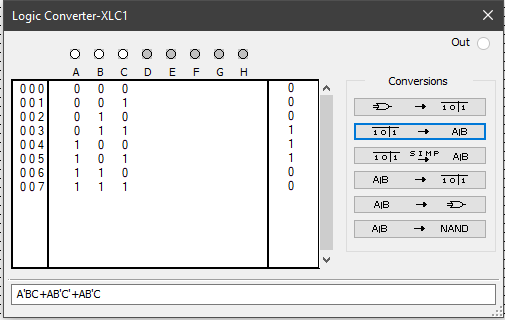 Logic Converter-XLC1
Out
A B C D E F G H
000 0 0 0 0
001 0 0 1 0
002 0 1 0 0
003 0 1 1 1
004 1 0 0 1
005 1 0 1 1
006 1 1 0 0
007 1 1 1 0
Conversions
→ 1 0 1
1 0 1 → A|B
1 0 1 SIMP → A|B
A|B → 1 0 1
A|B →
A|B → NAND
A'BC+AB'C'+AB'C